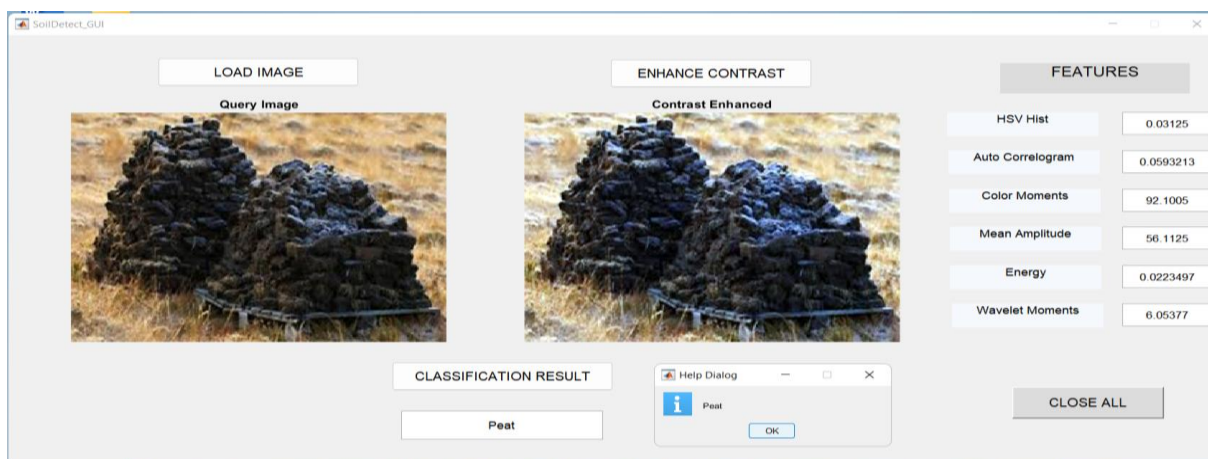 SoilDetect_GUI
LOAD IMAGE
ENHANCE CONTRAST
FEATURES
Query Image
Contrast Enhanced
HSV Hist
0.03125
Auto Correlogram
0.0593213
Color Moments
92.1005
Mean Amplitude
56.1125
Energy
0.0223497
Wavelet Moments
6.05377
CLASSIFICATION RESULT
Peat
Help Dialog
Peat
OK
CLOSE ALL